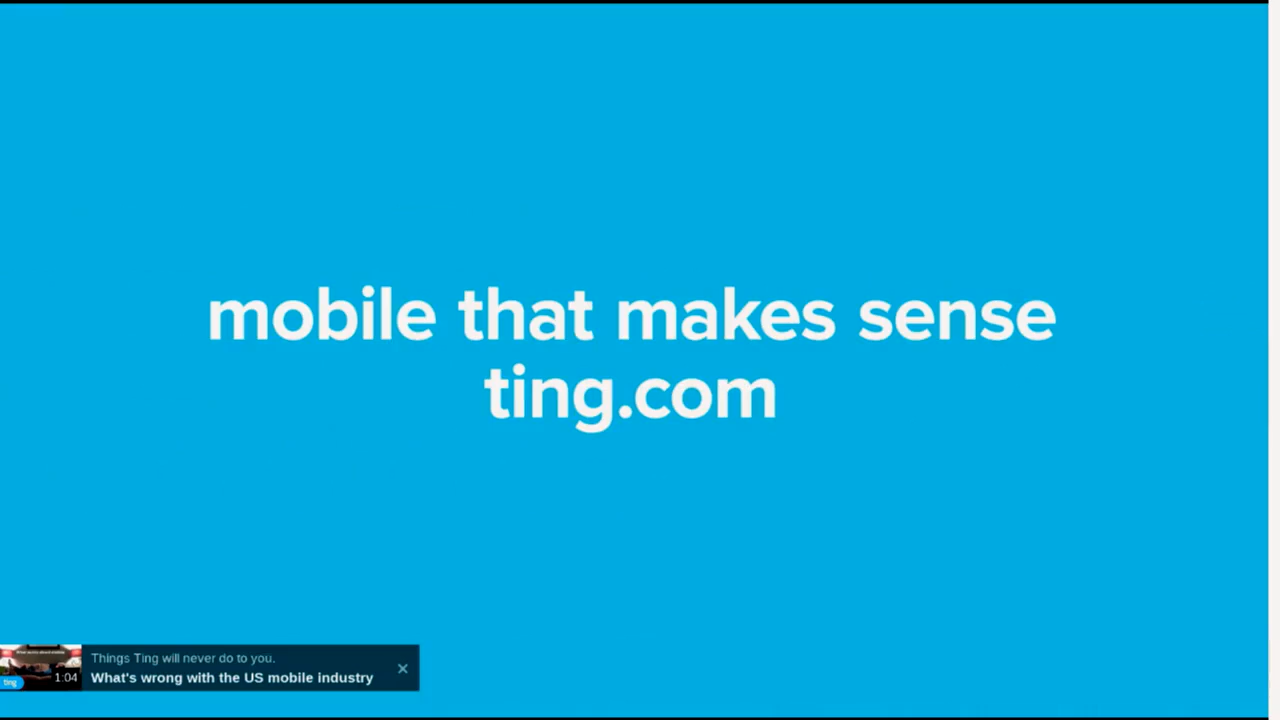 mobile that makes sense
ting.com
Things Ting will never do to you.
What's wrong with the US mobile industry
1:04
ting